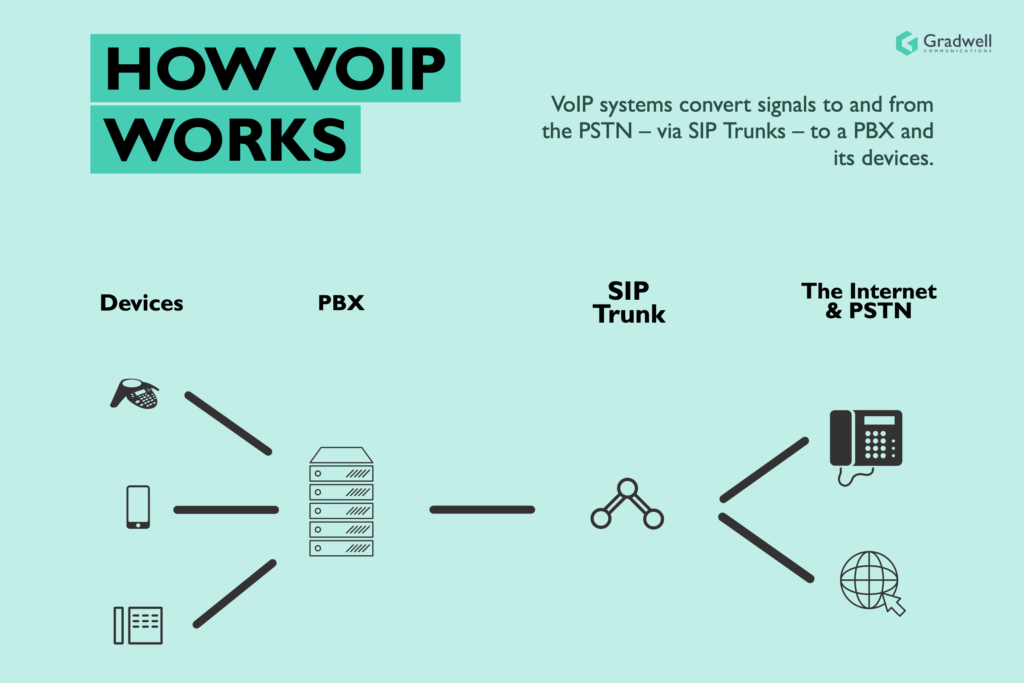 HOW VOIP
WORKS
Gradwell
COMMUNICATIONS
VoIP systems convert signals to and from
the PSTN – via SIP Trunks – to a PBX and
its devices.
Devices
PBX
SIP
Trunk
The Internet
& PSTN